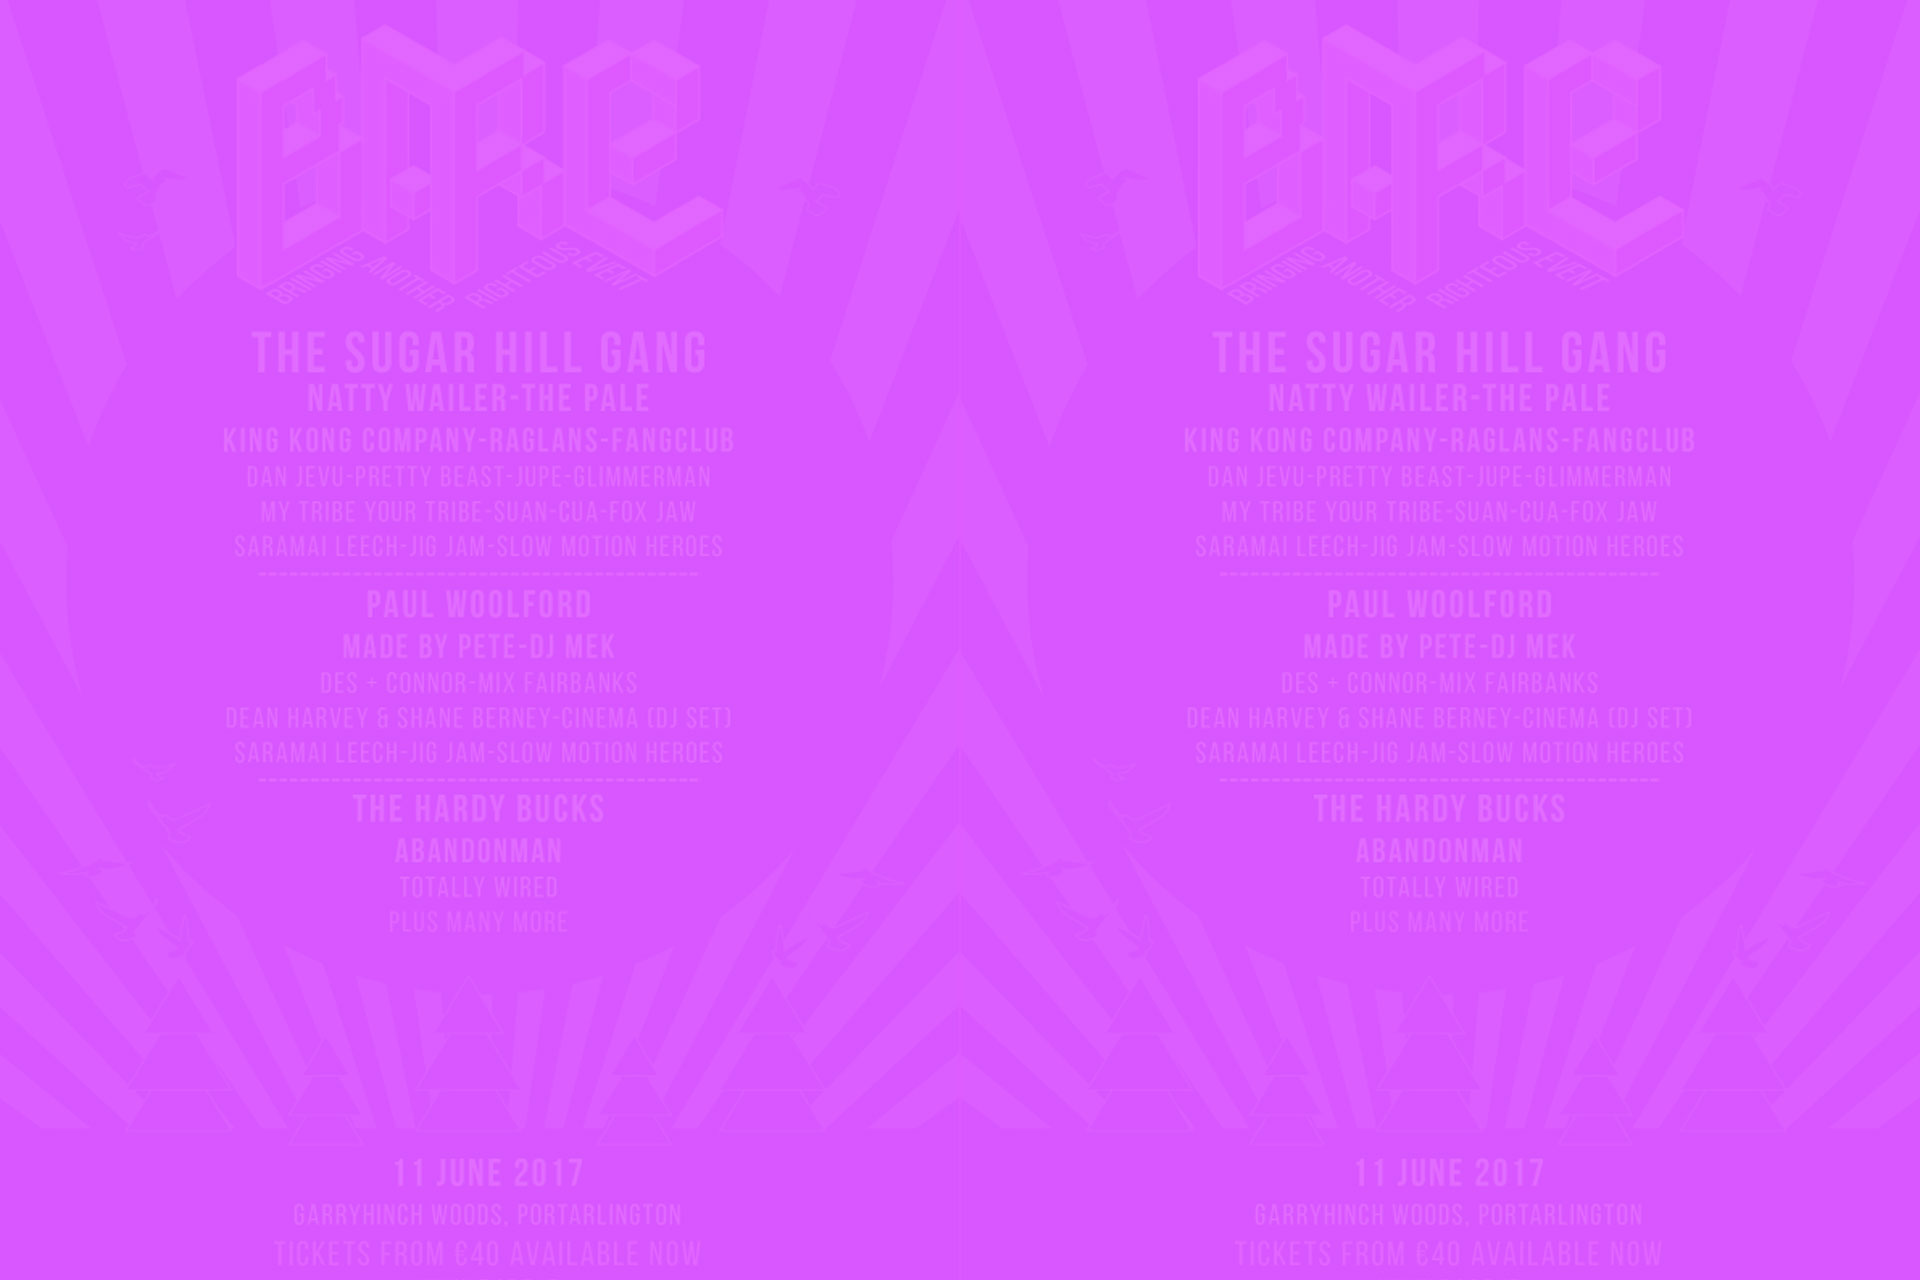 BARE
BRINGING ANOTHER RIGHTEOUS EVENT
THE SUGAR HILL GANG
NATTY WAILER-THE PALE
KING KONG COMPANY-RAGLANS-FANGCLUB
DAN JEVU-PRETTY BEAST-JUPE-GLIMMERMAN
MY TRIBE YOUR TRIBE-SUAN-CUA-FOX JAW
SARAMAI LEECH-JIG JAM-SLOW MOTION HEROES
PAUL WOOLFORD
MADE BY PETE-DJ MEK
DES + CONNOR-MIX FAIRBANKS
DEAN HARVEY & SHANE BERNEY-CINEMA (DJ SET)
SARAMAI LEECH-JIG JAM-SLOW MOTION HEROES
THE HARDY BUCKS
ABANDONMAN
TOTALLY WIRED
PLUS MANY MORE
11 JUNE 2017
GARRYHINCH WOODS, PORTARLINGTON
TICKETS FROM €40 AVAILABLE NOW
BARE
BRINGING ANOTHER RIGHTEOUS EVENT
THE SUGAR HILL GANG
NATTY WAILER-THE PALE
KING KONG COMPANY-RAGLANS-FANGCLUB
DAN JEVU-PRETTY BEAST-JUPE-GLIMMERMAN
MY TRIBE YOUR TRIBE-SUAN-CUA-FOX JAW
SARAMAI LEECH-JIG JAM-SLOW MOTION HEROES
PAUL WOOLFORD
MADE BY PETE-DJ MEK
DES + CONNOR-MIX FAIRBANKS
DEAN HARVEY & SHANE BERNEY-CINEMA (DJ SET)
SARAMAI LEECH-JIG JAM-SLOW MOTION HEROES
THE HARDY BUCKS
ABANDONMAN
TOTALLY WIRED
PLUS MANY MORE
11 JUNE 2017
GARRYHINCH WOODS, PORTARLINGTON
TICKETS FROM €40 AVAILABLE NOW